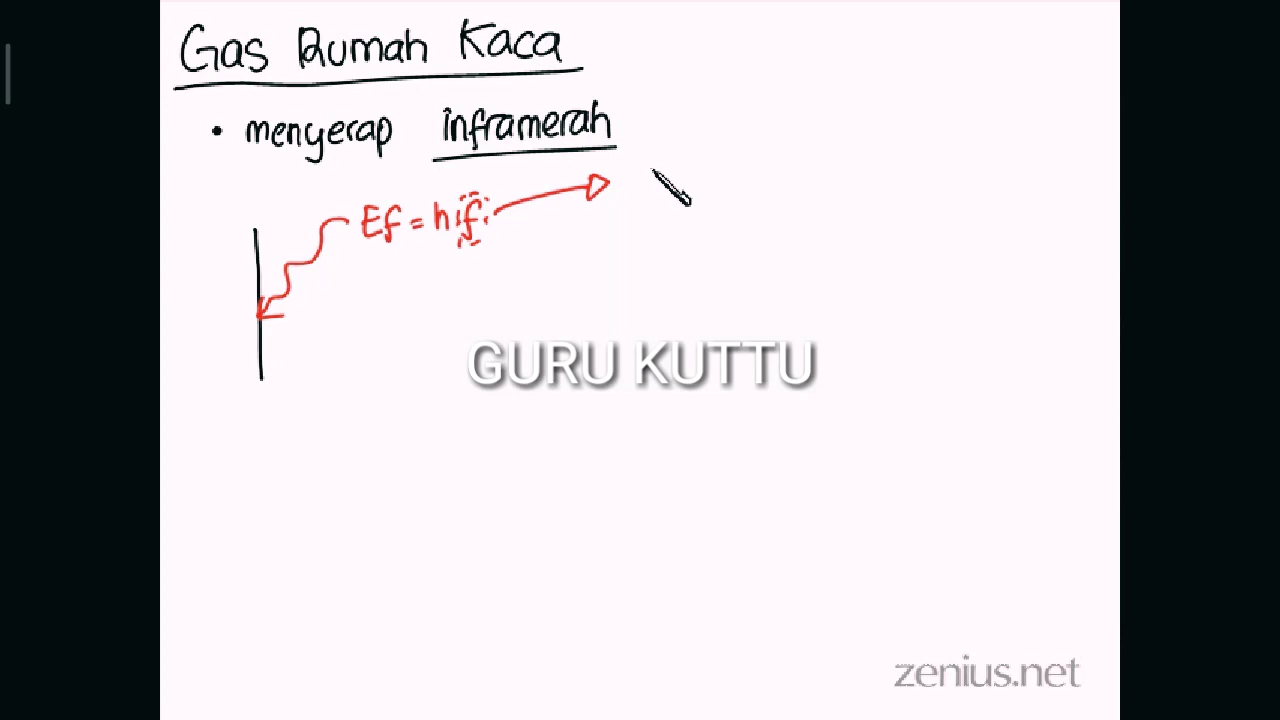 Gas Rumah Kaca
• menyerap inframerah
Ef = hf
GURU KUTTU
zenius.net